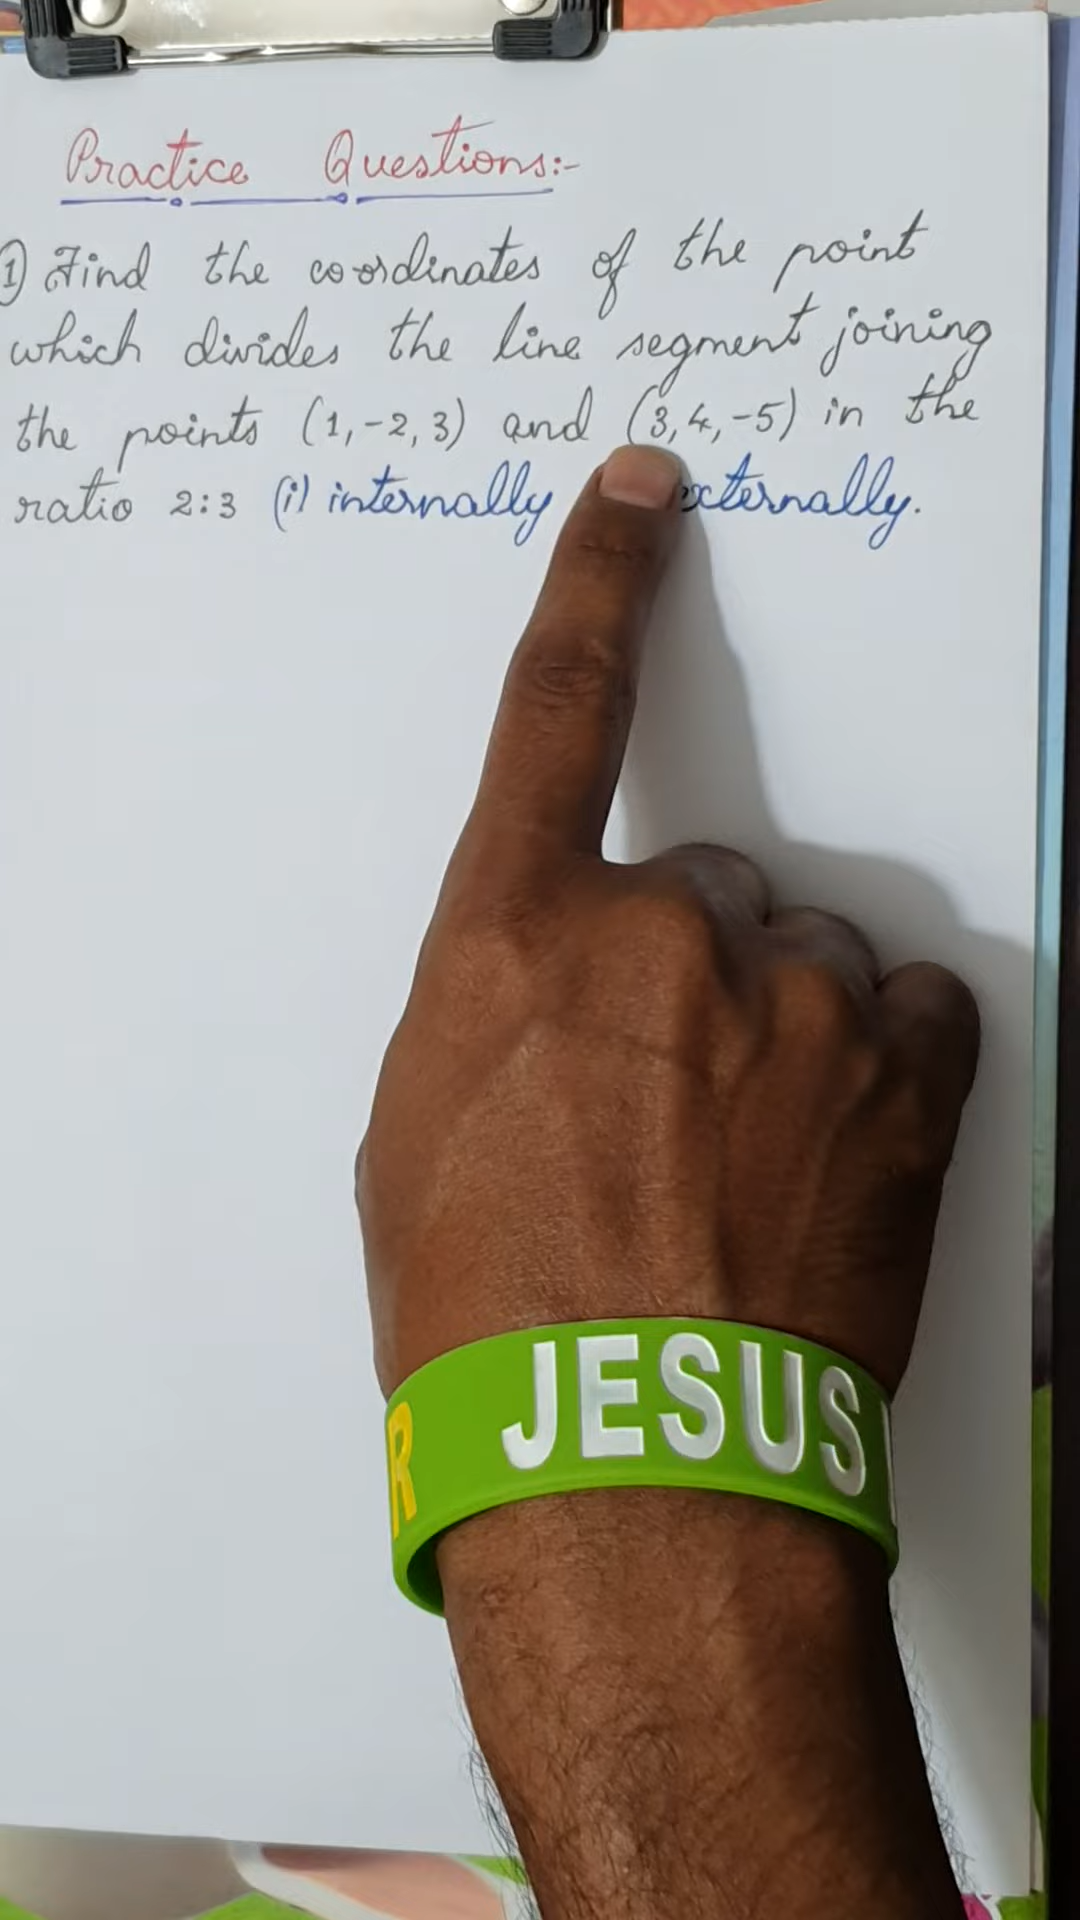 Practice Questions:-
1) Find the coordinates of the point
which divides the line segment joining
the points (1,-2,3) and (3,4,-5) in the
ratio 2:3 (i) internally externally.
R JESUS